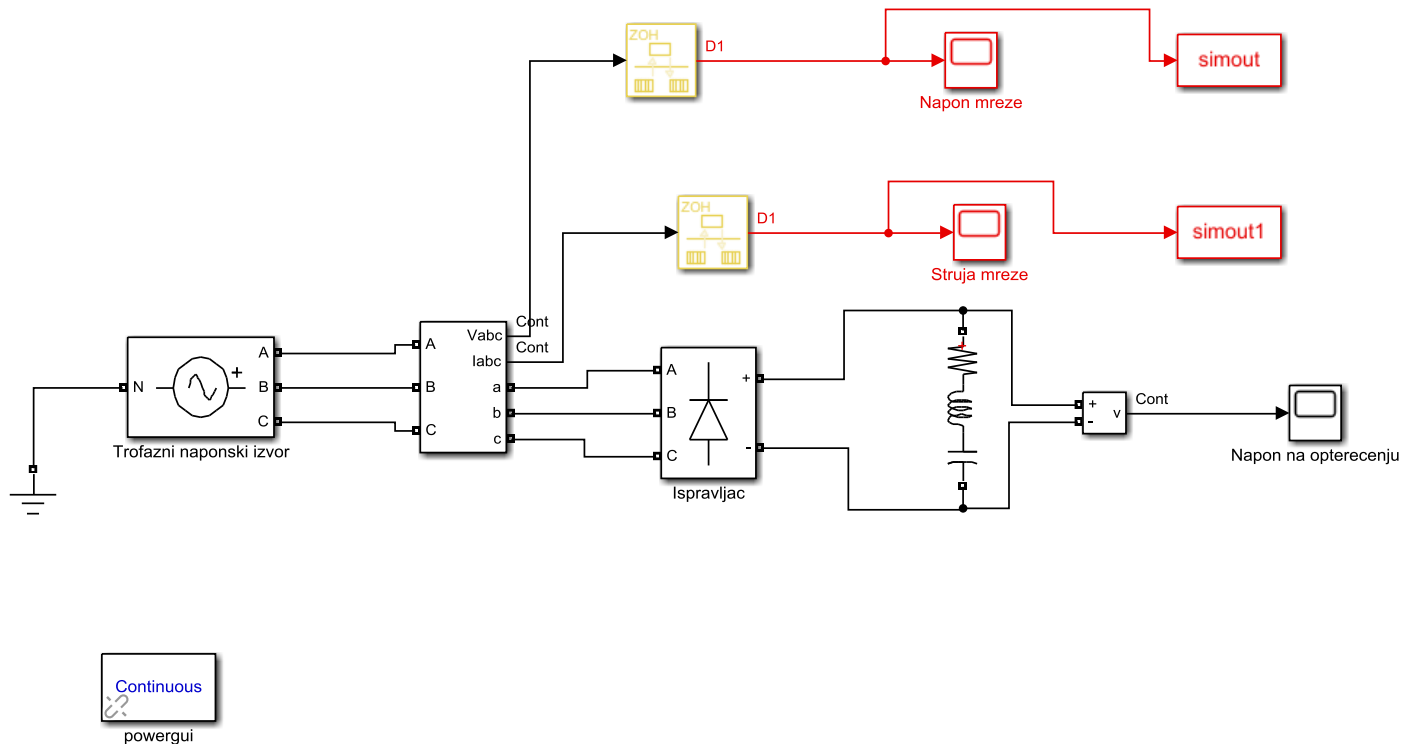 ZOH
D1
Napon mreze
simout
ZOH
D1
Struja mreze
simout1
N
A
B
C
Trofazni naponski izvor
A
B
C
Vabc
Iabc
a
b
c
Cont
Cont
A
B
C
+
-
Ispravljac
+
+
-
v
Cont
Napon na opterecenju
Continuous
powergui